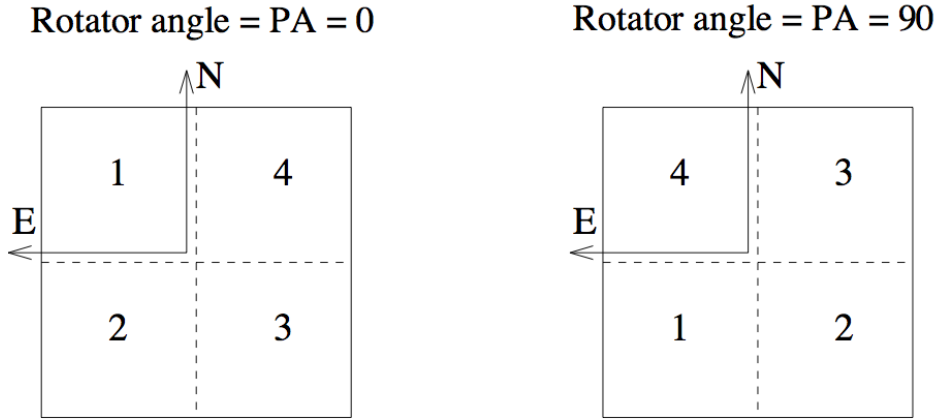 Rotator angle = PA = 0
N
1 4
E
2 3
Rotator angle = PA = 90
N
4 3
E
1 2